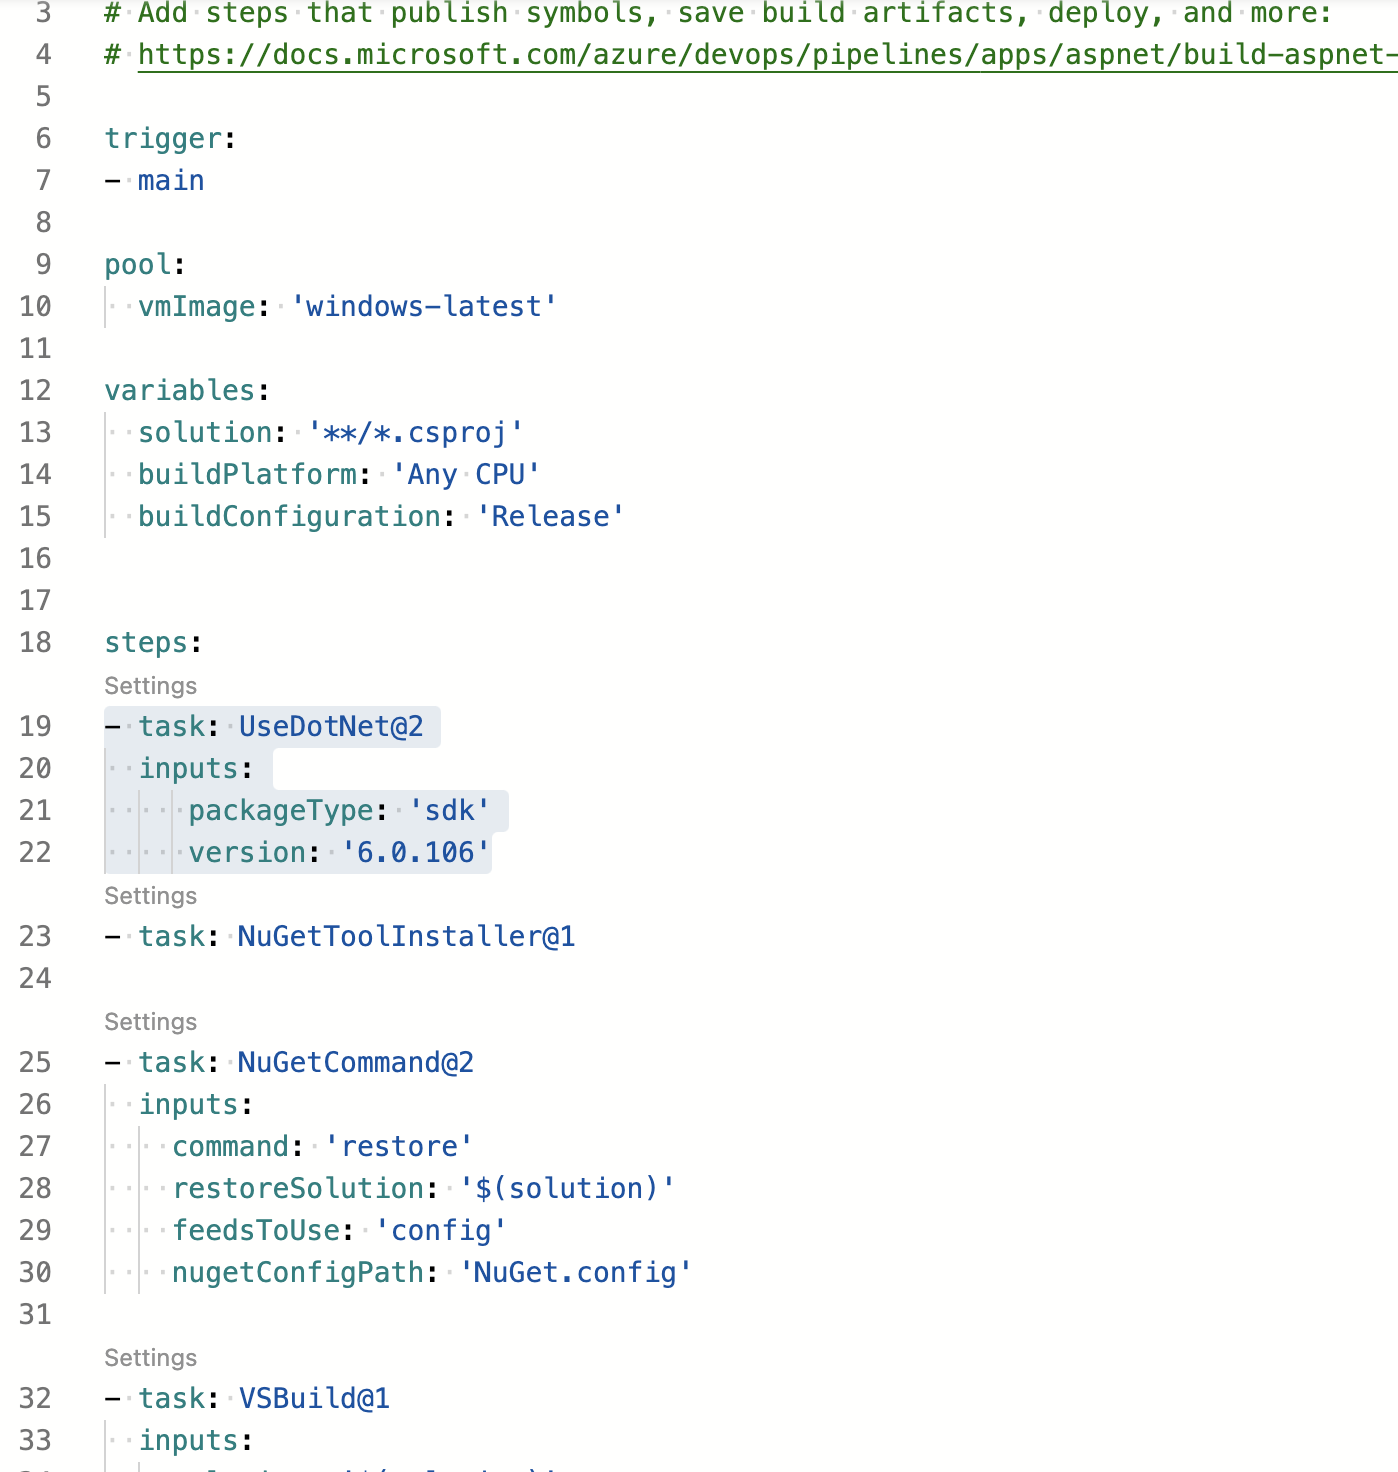 3 # Add steps that publish symbols, save build artifacts, deploy, and more:
4 # https://docs.microsoft.com/azure/devops/pipelines/apps/aspnet/build-aspnet-
5
6 trigger:
7 - main
8
9 pool:
10   vmImage: 'windows-latest'
11
12 variables:
13   solution: '**/*.csproj'
14   buildPlatform: 'Any CPU'
15   buildConfiguration: 'Release'
16
17
18 steps:
Settings
19 - task: UseDotNet@2
20   inputs:
21      packageType: 'sdk'
22      version: '6.0.106'
Settings
23 - task: NuGetToolInstaller@1
24
Settings
25 - task: NuGetCommand@2
26   inputs:
27     command: 'restore'
28     restoreSolution: '$(solution)'
29     feedsToUse: 'config'
30     nugetConfigPath: 'NuGet.config'
31
Settings
32 - task: VSBuild@1
33   inputs: